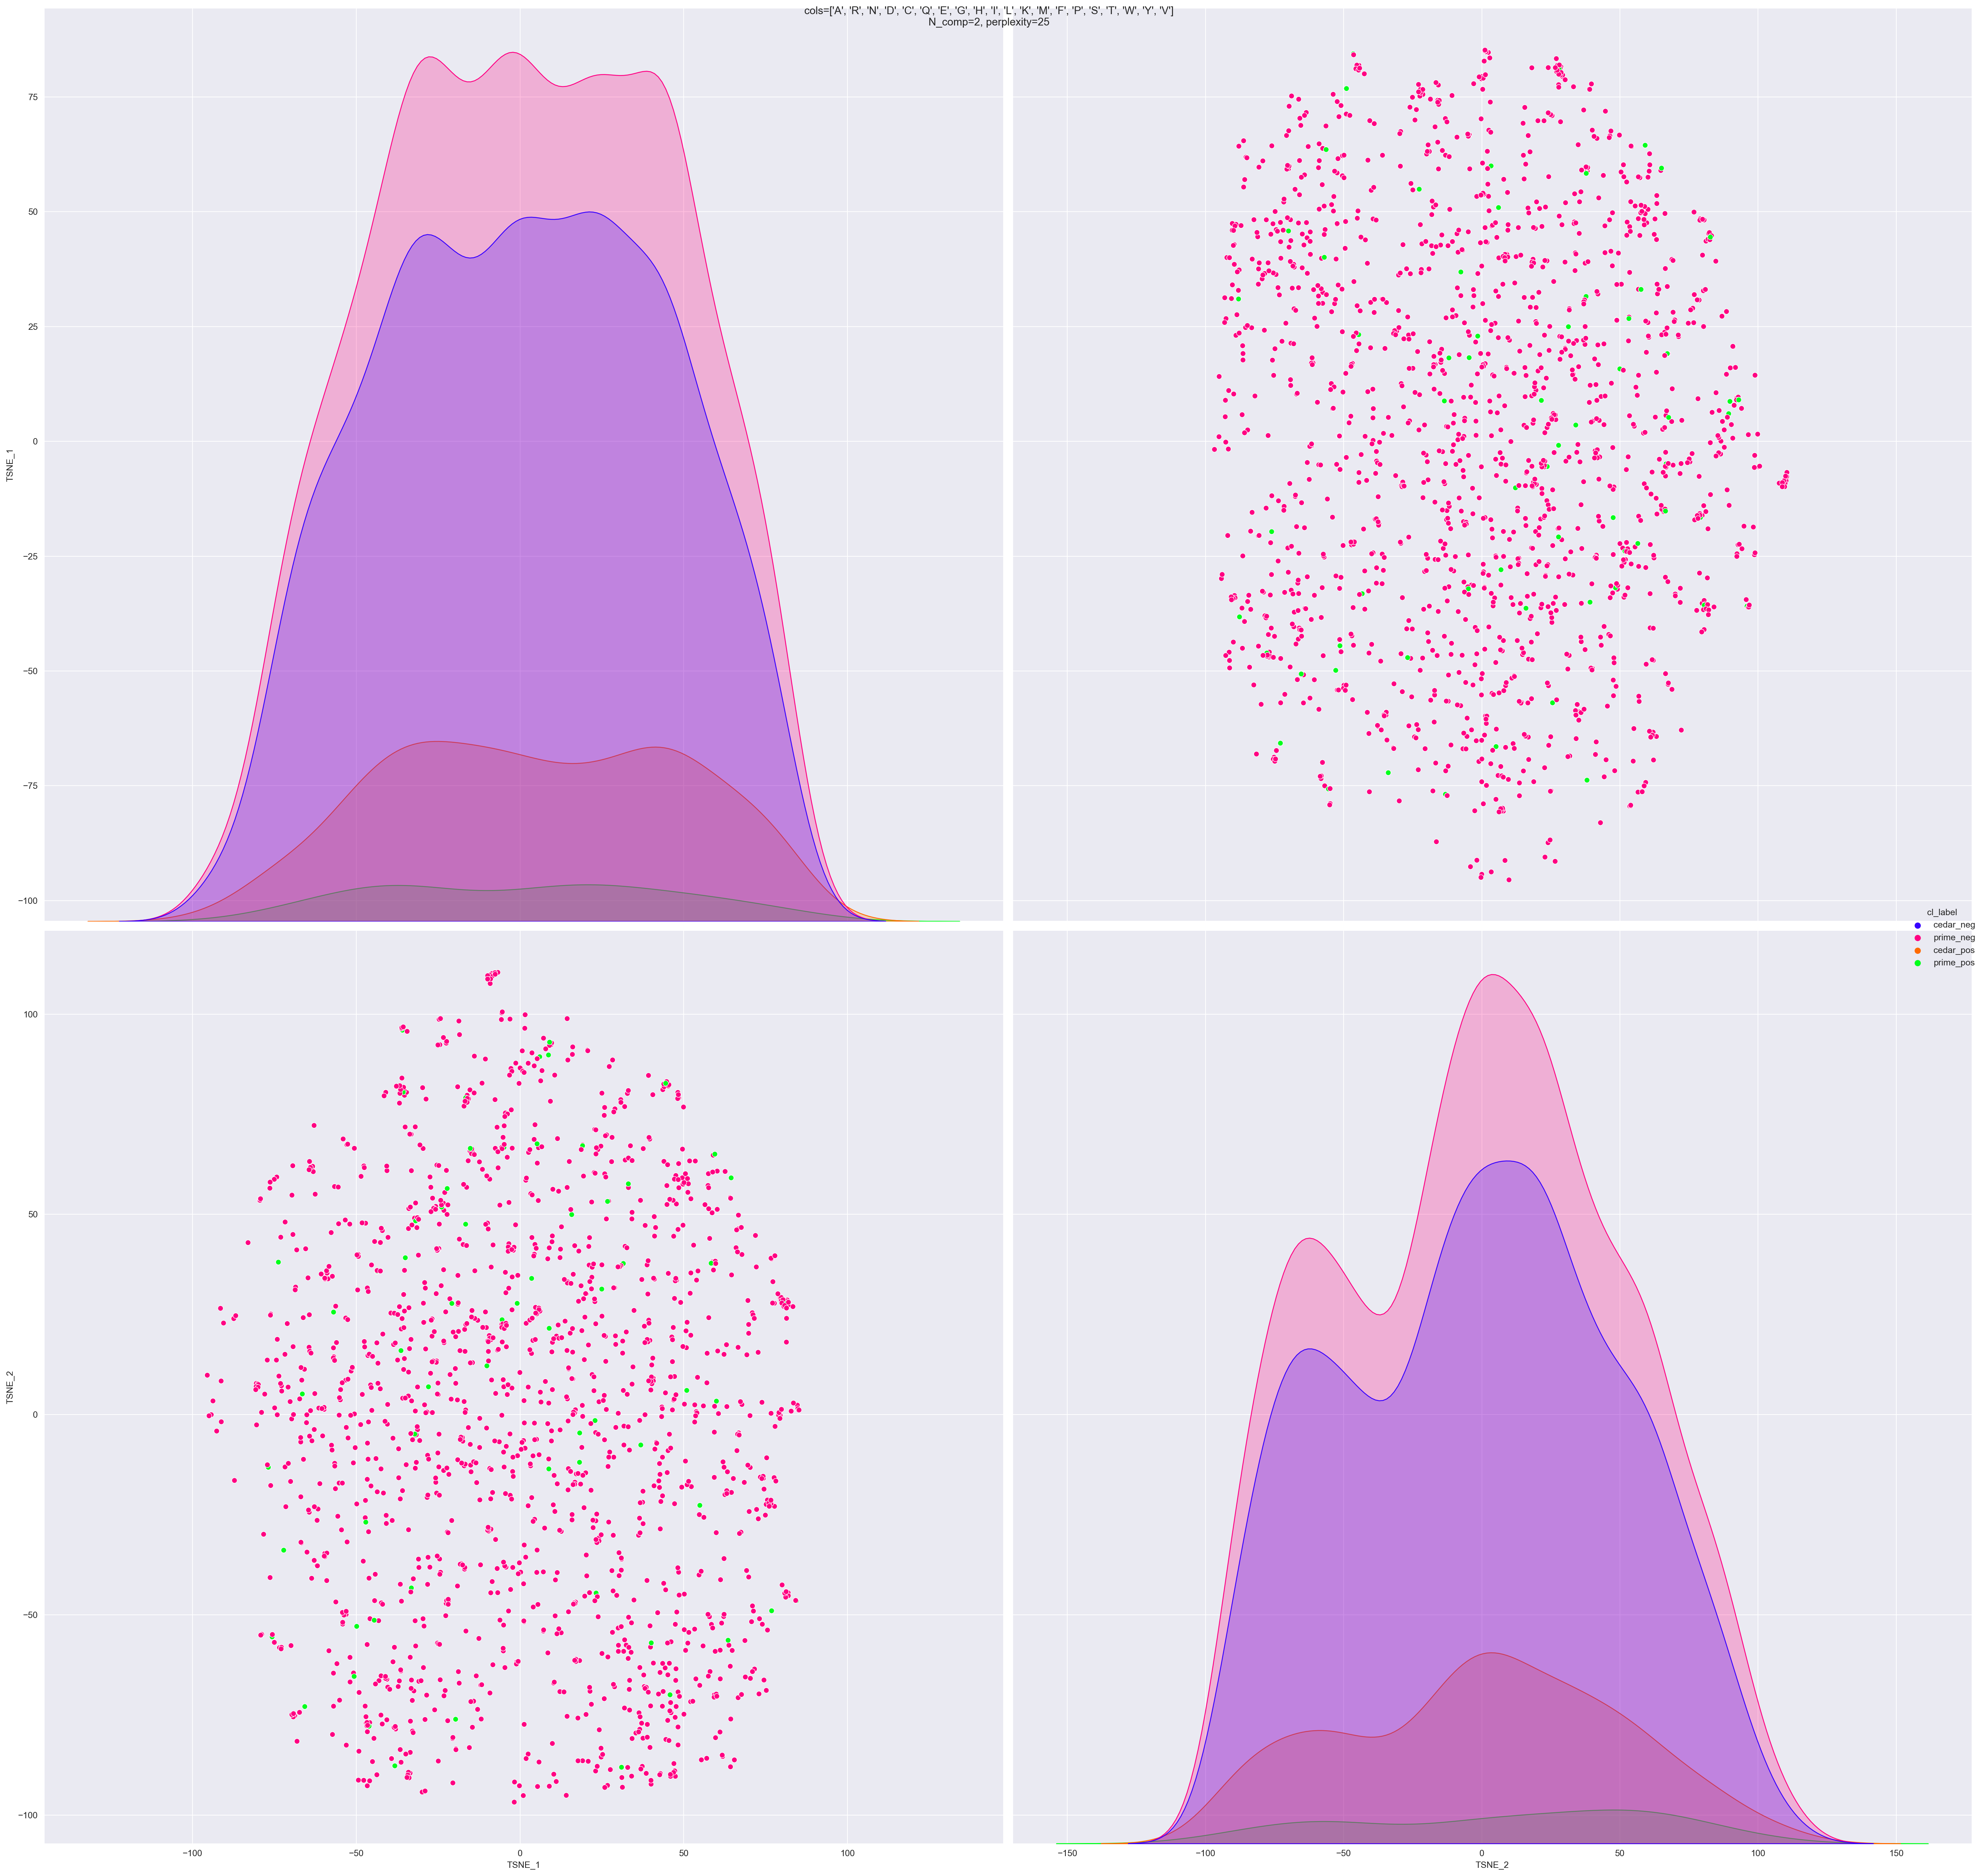 cols=['A', 'R', 'N', 'D', 'C', 'Q', 'E', 'G', 'H', 'I', 'L', 'K', 'M', 'F', 'P', 'S', 'T', 'W', 'Y', 'V']
N_comp=2, perplexity=25
75
50
25
0
−25
−50
−75
−100
TSNE_1
cl_label
cedar_neg
prime_neg
cedar_pos
prime_pos
100
50
0
−50
−100
TSNE_2
−100
−50
0
50
100
TSNE_1
−150
−100
−50
0
50
100
150
TSNE_2